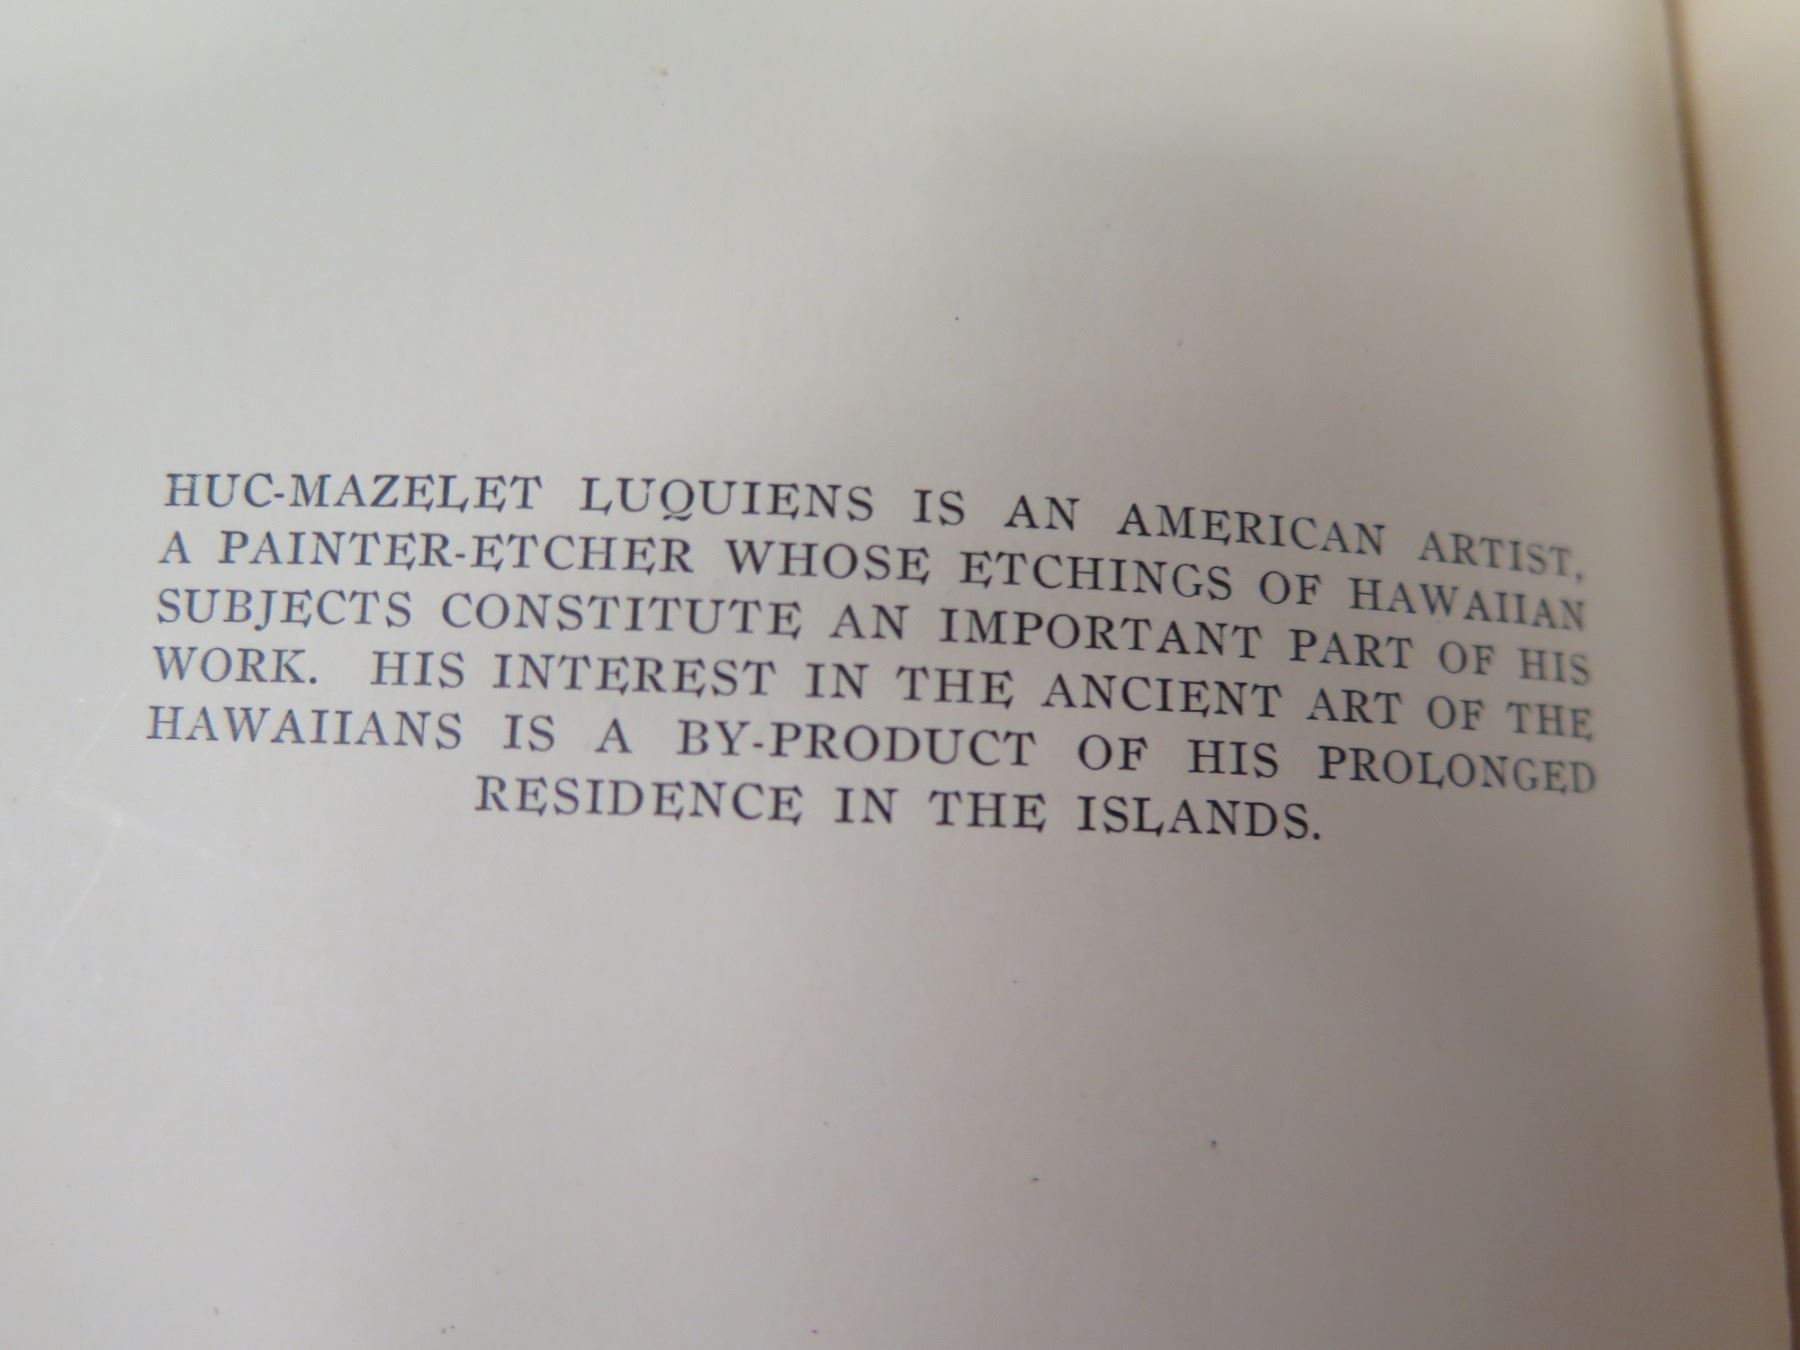 HUC-MAZELET LUQUIENS IS AN AMERICAN ARTIST,
A PAINTER-ETCHER WHOSE ETCHINGS OF HAWAIIAN
SUBJECTS CONSTITUTE AN IMPORTANT PART OF HIS
WORK. HIS INTEREST IN THE ANCIENT ART OF THE
HAWAIIANS IS A BY-PRODUCT OF HIS PROLONGED
RESIDENCE IN THE ISLANDS.